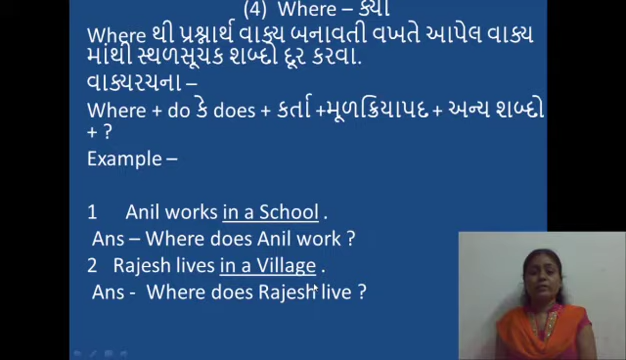 (4) Where – ક્યાં
Where થી પ્રશ્નાર્થ વાક્ય બનાવતી વખતે આપેલ વાક્ય
માંથી સ્થળસૂચક શબ્દો દૂર કરવા.
વાક્યરચના –
Where + do કે does + કર્તા +મૂળક્રિયાપદ + અન્ય શબ્દો
+ ?
Example –
1 Anil works in a School .
Ans – Where does Anil work ?
2 Rajesh lives in a Village .
Ans - Where does Rajesh live ?